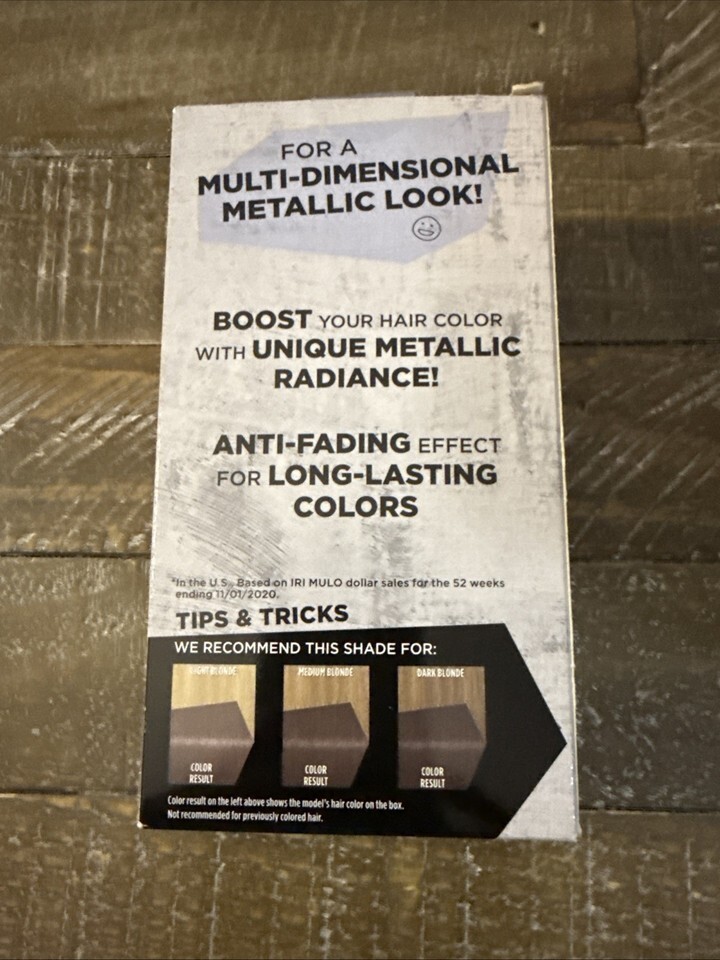 FOR A
MULTI-DIMENSIONAL
METALLIC LOOK!
BOOST YOUR HAIR COLOR
WITH UNIQUE METALLIC
RADIANCE!
ANTI-FADING EFFECT
FOR LONG-LASTING
COLORS
*In the U.S. Based on IRI MULO dollar sales for the 52 weeks
ending 11/01/2020.
TIPS & TRICKS
WE RECOMMEND THIS SHADE FOR:
LIGHT BLONDE MEDIUM BLONDE DARK BLONDE
COLOR COLOR COLOR
RESULT RESULT RESULT
Color result on the left above shows the model's hair color on the box.
Not recommended for previously colored hair.